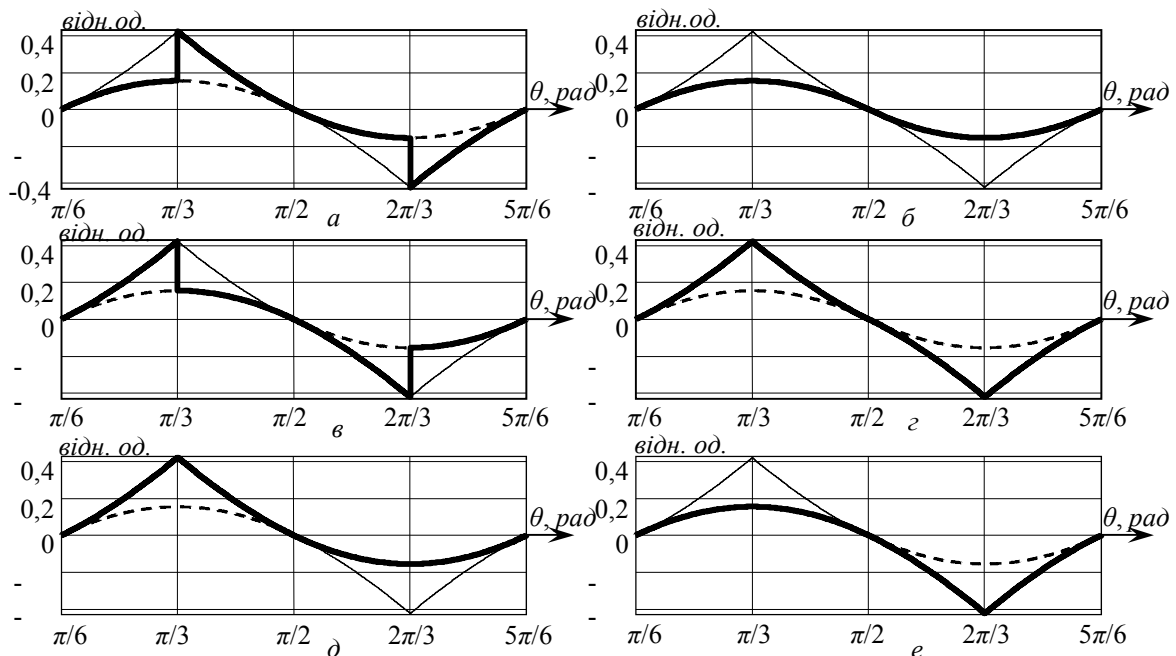 відн.од.
0,4
0,2
0
-
-0,4
θ, рад
π/6 π/3 π/2 2π/3 5π/6
а
відн.од.
0,4
0,2
0
-
-
θ, рад
π/6 π/3 π/2 2π/3 5π/6
б
відн. од.
0,4
0,2
0
-
-
θ, рад
π/6 π/3 π/2 2π/3 5π/6
в
відн. од.
0,4
0,2
0
-
-
θ, рад
π/6 π/3 π/2 2π/3 5π/6
г
відн. од.
0,4
0,2
0
-
-
θ, рад
π/6 π/3 π/2 2π/3 5π/6
д
відн. од.
0,4
0,2
0
-
-
θ, рад
π/6 π/3 π/2 2π/3 5π/6
е